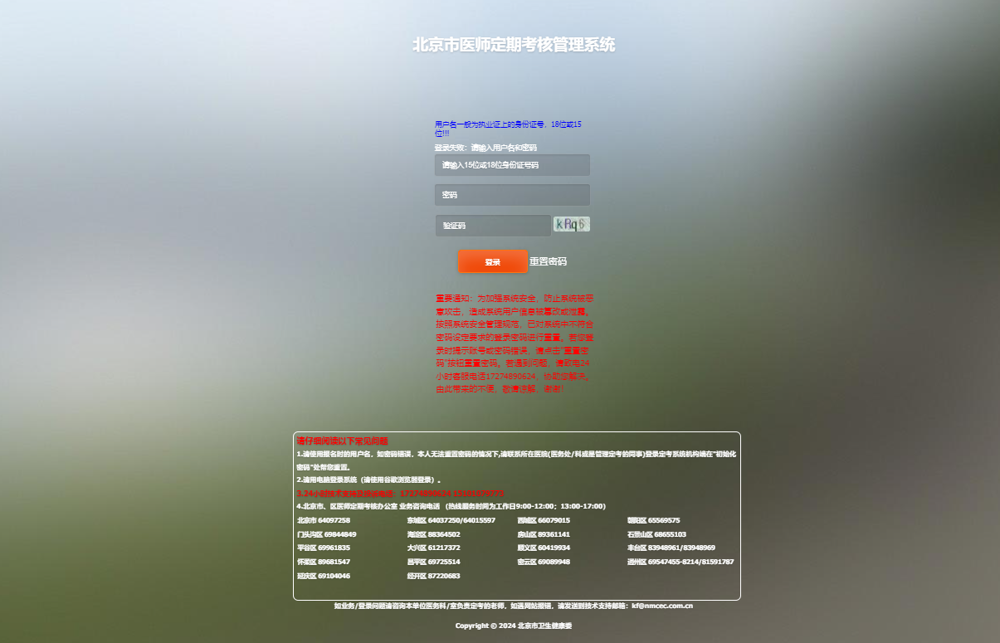 北京市医师定期考核管理系统
用户名一般为执业证上的身份证号，18位或15
位!!!
登录失败：请输入用户名和密码
请输入15位或18位身份证号码
密码
验证码 kRq6
登录 重置密码
重要通知：为加强系统安全，防止系统被恶
意攻击，造成系统用户信息被篡改或泄露。
按照系统安全管理规范，已对系统中不符合
密码设定要求的登录密码进行重置。若您登
录时提示账号或密码错误，请点击"重置密
码"按钮重置密码。若遇到问题，请致电24
小时客服电话17274890634，协助您解决。
由此带来的不便，敬请谅解，谢谢！
请仔细阅读以下常见问题
1.请使用报名时的用户名，如密码错误，本人无法重置密码的情况下,请联系所在医院(医务处/科或是管理定考的同事)登录定考系统机构端在"初始化
密码"处帮您重置。
2.请用电脑登录系统（请使用谷歌浏览器登录）。
3.24小时技术支持及投诉电话：17274890634
4.北京市、区医师定期考核办公室 业务咨询电话 （热线服务时间为工作日9:00-12:00；13:00-17:00）
北京市 64097258 东城区 64037250/64015597 西城区 66079015 朝阳区 65569575
门头沟区 69844849 海淀区 88364502 房山区 89361141 石景山区 68655103
平谷区 69961835 大兴区 61217372 顺义区 60419934 丰台区 83948961/83948969
怀柔区 89681547 昌平区 69725514 密云区 69089948 通州区 69547455-8214/81591787
延庆区 69104046 经开区 87220683
如业务/登录问题请咨询本单位医务科/室负责定考的老师，如遇网站报错，请发送到技术支持邮箱：kf@nmcec.com.cn
Copyright © 2024 北京市卫生健康委